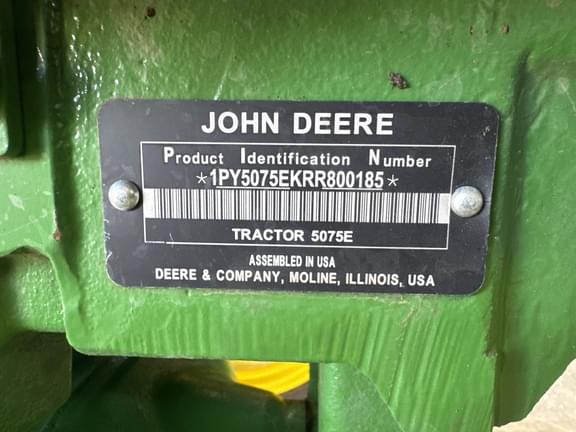 JOHN DEERE
Product Identification Number
*1PY5075EKRR800185*
TRACTOR 5075E
ASSEMBLED IN USA
DEERE & COMPANY, MOLINE, ILLINOIS, USA